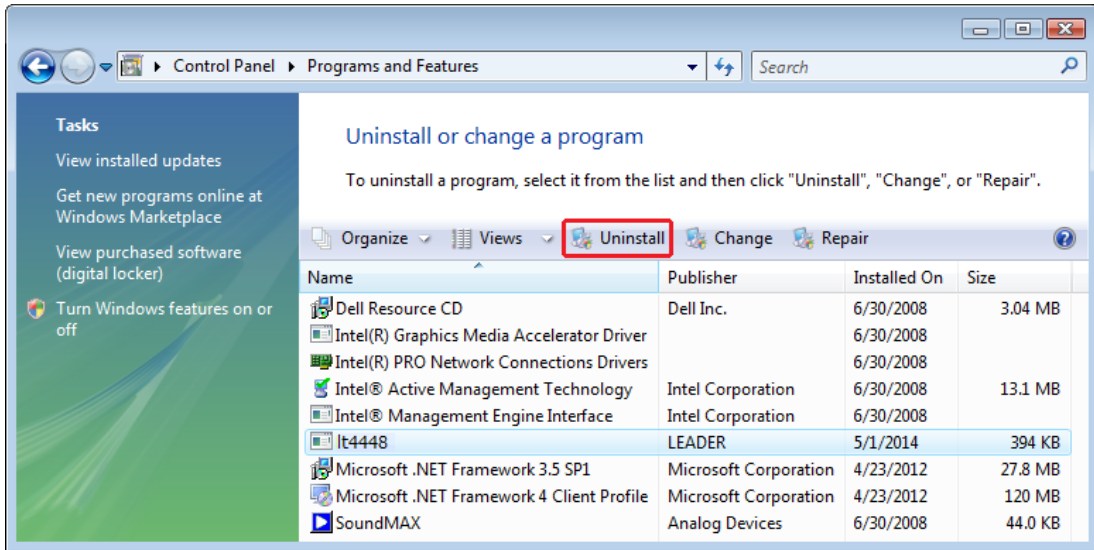 Control Panel Programs and Features Search
Tasks
View installed updates
Get new programs online at
Windows Marketplace
View purchased software
(digital locker)
Turn Windows features on or
off
Uninstall or change a program
To uninstall a program, select it from the list and then click "Uninstall", "Change", or "Repair".
Organize Views Uninstall Change Repair
Name Publisher Installed On Size
Dell Resource CD Dell Inc. 6/30/2008 3.04 MB
Intel(R) Graphics Media Accelerator Driver 6/30/2008
Intel(R) PRO Network Connections Drivers 6/30/2008
Intel® Active Management Technology Intel Corporation 6/30/2008 13.1 MB
Intel® Management Engine Interface Intel Corporation 6/30/2008
lt4448 LEADER 5/1/2014 394 KB
Microsoft .NET Framework 3.5 SP1 Microsoft Corporation 4/23/2012 27.8 MB
Microsoft .NET Framework 4 Client Profile Microsoft Corporation 4/23/2012 120 MB
SoundMAX Analog Devices 6/30/2008 44.0 KB